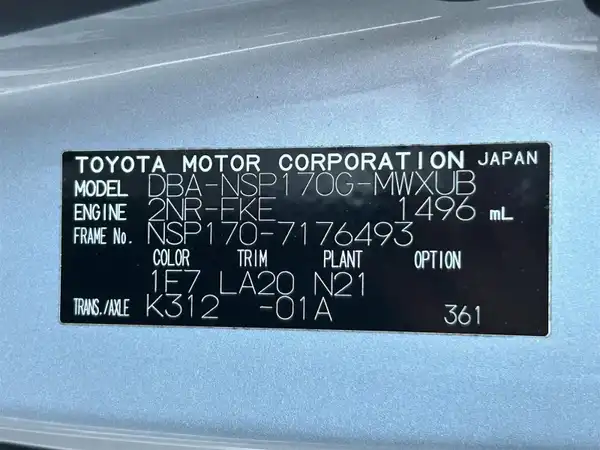 TOYOTA MOTOR CORPORATION JAPAN
MODEL DBA-NSP170G-MWXUB
ENGINE 2NR-FKE 1496 mL
FRAME No. NSP170-7176493
COLOR TRIM PLANT OPTION
1E7 LA20 N21
TRANS./AXLE K312 -01A 361